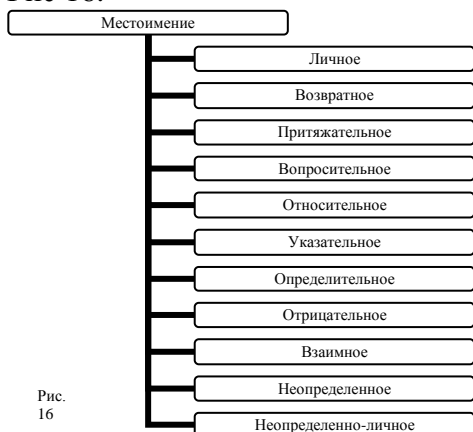 Рис 16.
Местоимение
Личное
Возвратное
Притяжательное
Вопросительное
Относительное
Указательное
Определительное
Отрицательное
Взаимное
Неопределенное
Неопределенно-личное
Рис.
16